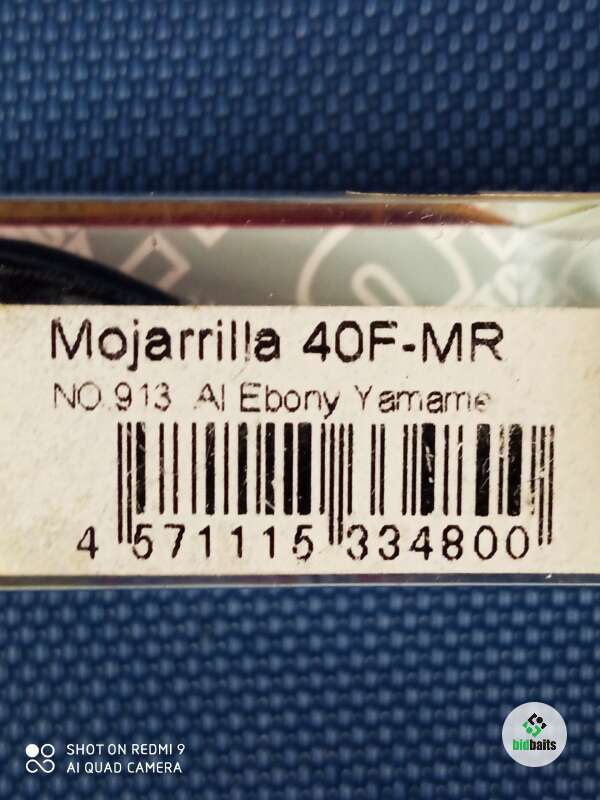 Mojarrilla 40F-MR
NO.913 AI Ebony Yamame
4 571115 334800
SHOT ON REDMI 9
AI QUAD CAMERA
bidbaits